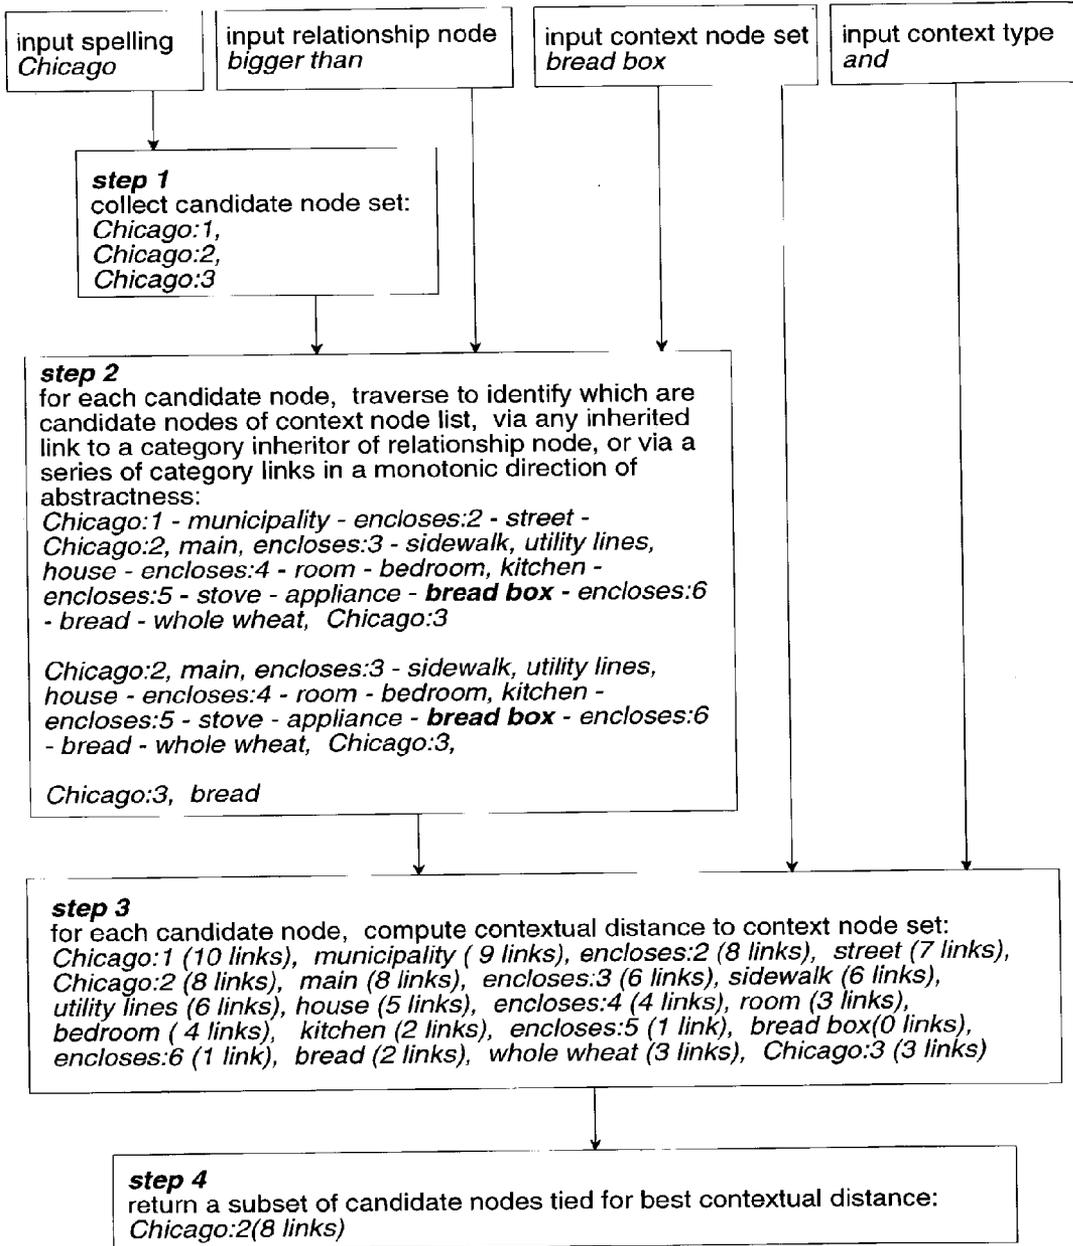 input spelling
Chicago
input relationship node
bigger than
input context node set
bread box
input context type
and
step 1
collect candidate node set:
Chicago:1,
Chicago:2,
Chicago:3
step 2
for each candidate node, traverse to identify which are
candidate nodes of context node list, via any inherited
link to a category inheritor of relationship node, or via a
series of category links in a monotonic direction of
abstractness:
Chicago:1 - municipality - encloses:2 - street -
Chicago:2, main, encloses:3 - sidewalk, utility lines,
house - encloses:4 - room - bedroom, kitchen -
encloses:5 - stove - appliance - bread box - encloses:6
- bread - whole wheat, Chicago:3
Chicago:2, main, encloses:3 - sidewalk, utility lines,
house - encloses:4 - room - bedroom, kitchen -
encloses:5 - stove - appliance - bread box - encloses:6
- bread - whole wheat, Chicago:3,
Chicago:3, bread
step 3
for each candidate node, compute contextual distance to context node set:
Chicago:1 (10 links), municipality ( 9 links), encloses:2 (8 links), street (7 links),
Chicago:2 (8 links), main (8 links), encloses:3 (6 links), sidewalk (6 links),
utility lines (6 links), house (5 links), encloses:4 (4 links), room (3 links),
bedroom ( 4 links), kitchen (2 links), encloses:5 (1 link), bread box(0 links),
encloses:6 (1 link), bread (2 links), whole wheat (3 links), Chicago:3 (3 links)
step 4
return a subset of candidate nodes tied for best contextual distance:
Chicago:2(8 links)